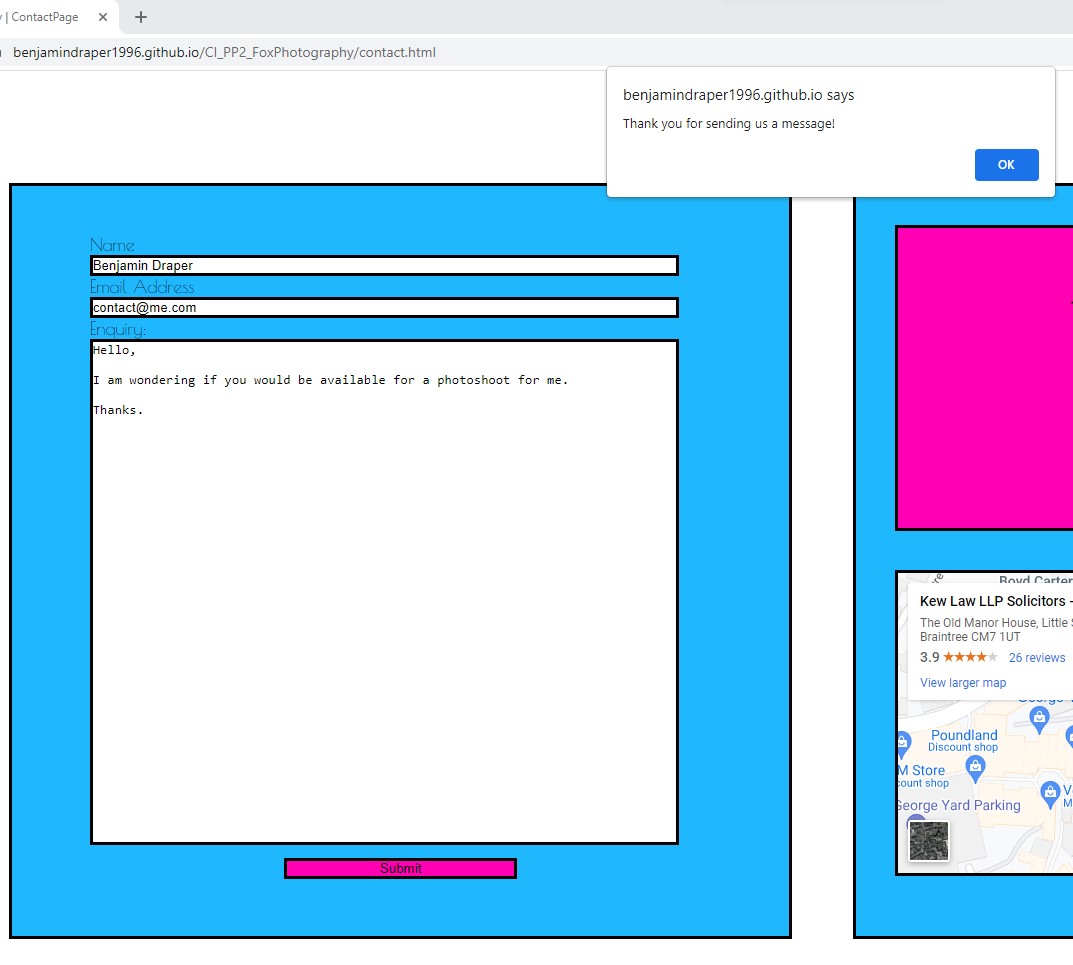 | ContactPage
benjamindraper1996.github.io/CI_PP2_FoxPhotography/contact.html
benjamindraper1996.github.io says
Thank you for sending us a message!
OK
Name
Benjamin Draper
Email Address
contact@me.com
Enquiry:
Hello,
I am wondering if you would be available for a photoshoot for me.
Thanks.
Submit
Boyd Carter
Kew Law LLP Solicitors -
The Old Manor House, Little
Braintree CM7 1UT
3.9 26 reviews
View larger map
George
Poundland
Discount shop
M Store
count shop
George Yard Parking